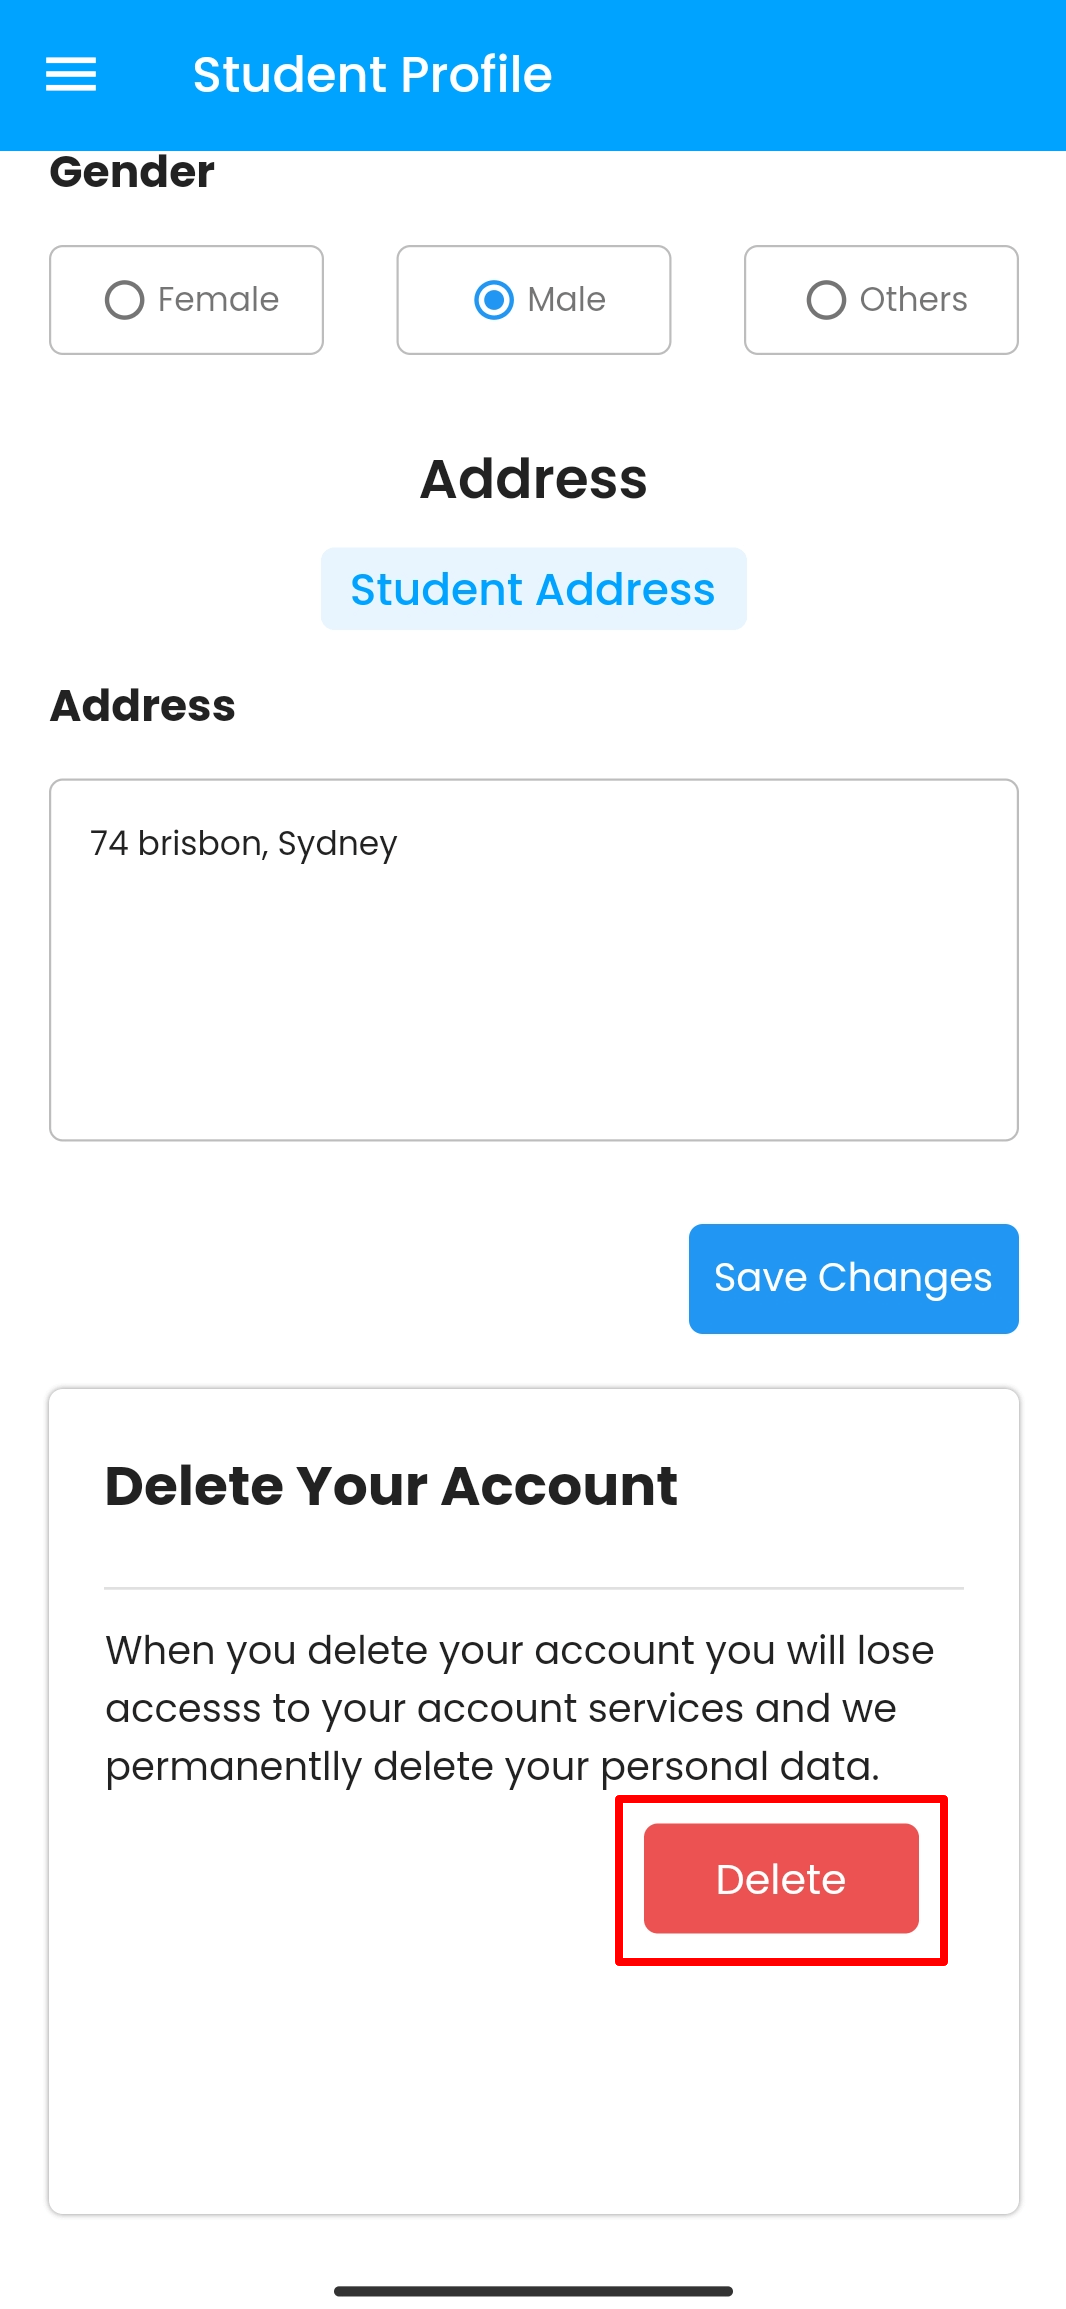 Student Profile
Gender
Female
Male
Others
Address
Student Address
Address
74 brisbon, Sydney
Save Changes
Delete Your Account
When you delete your account you will lose
accesss to your account services and we
permanentlly delete your personal data.
Delete